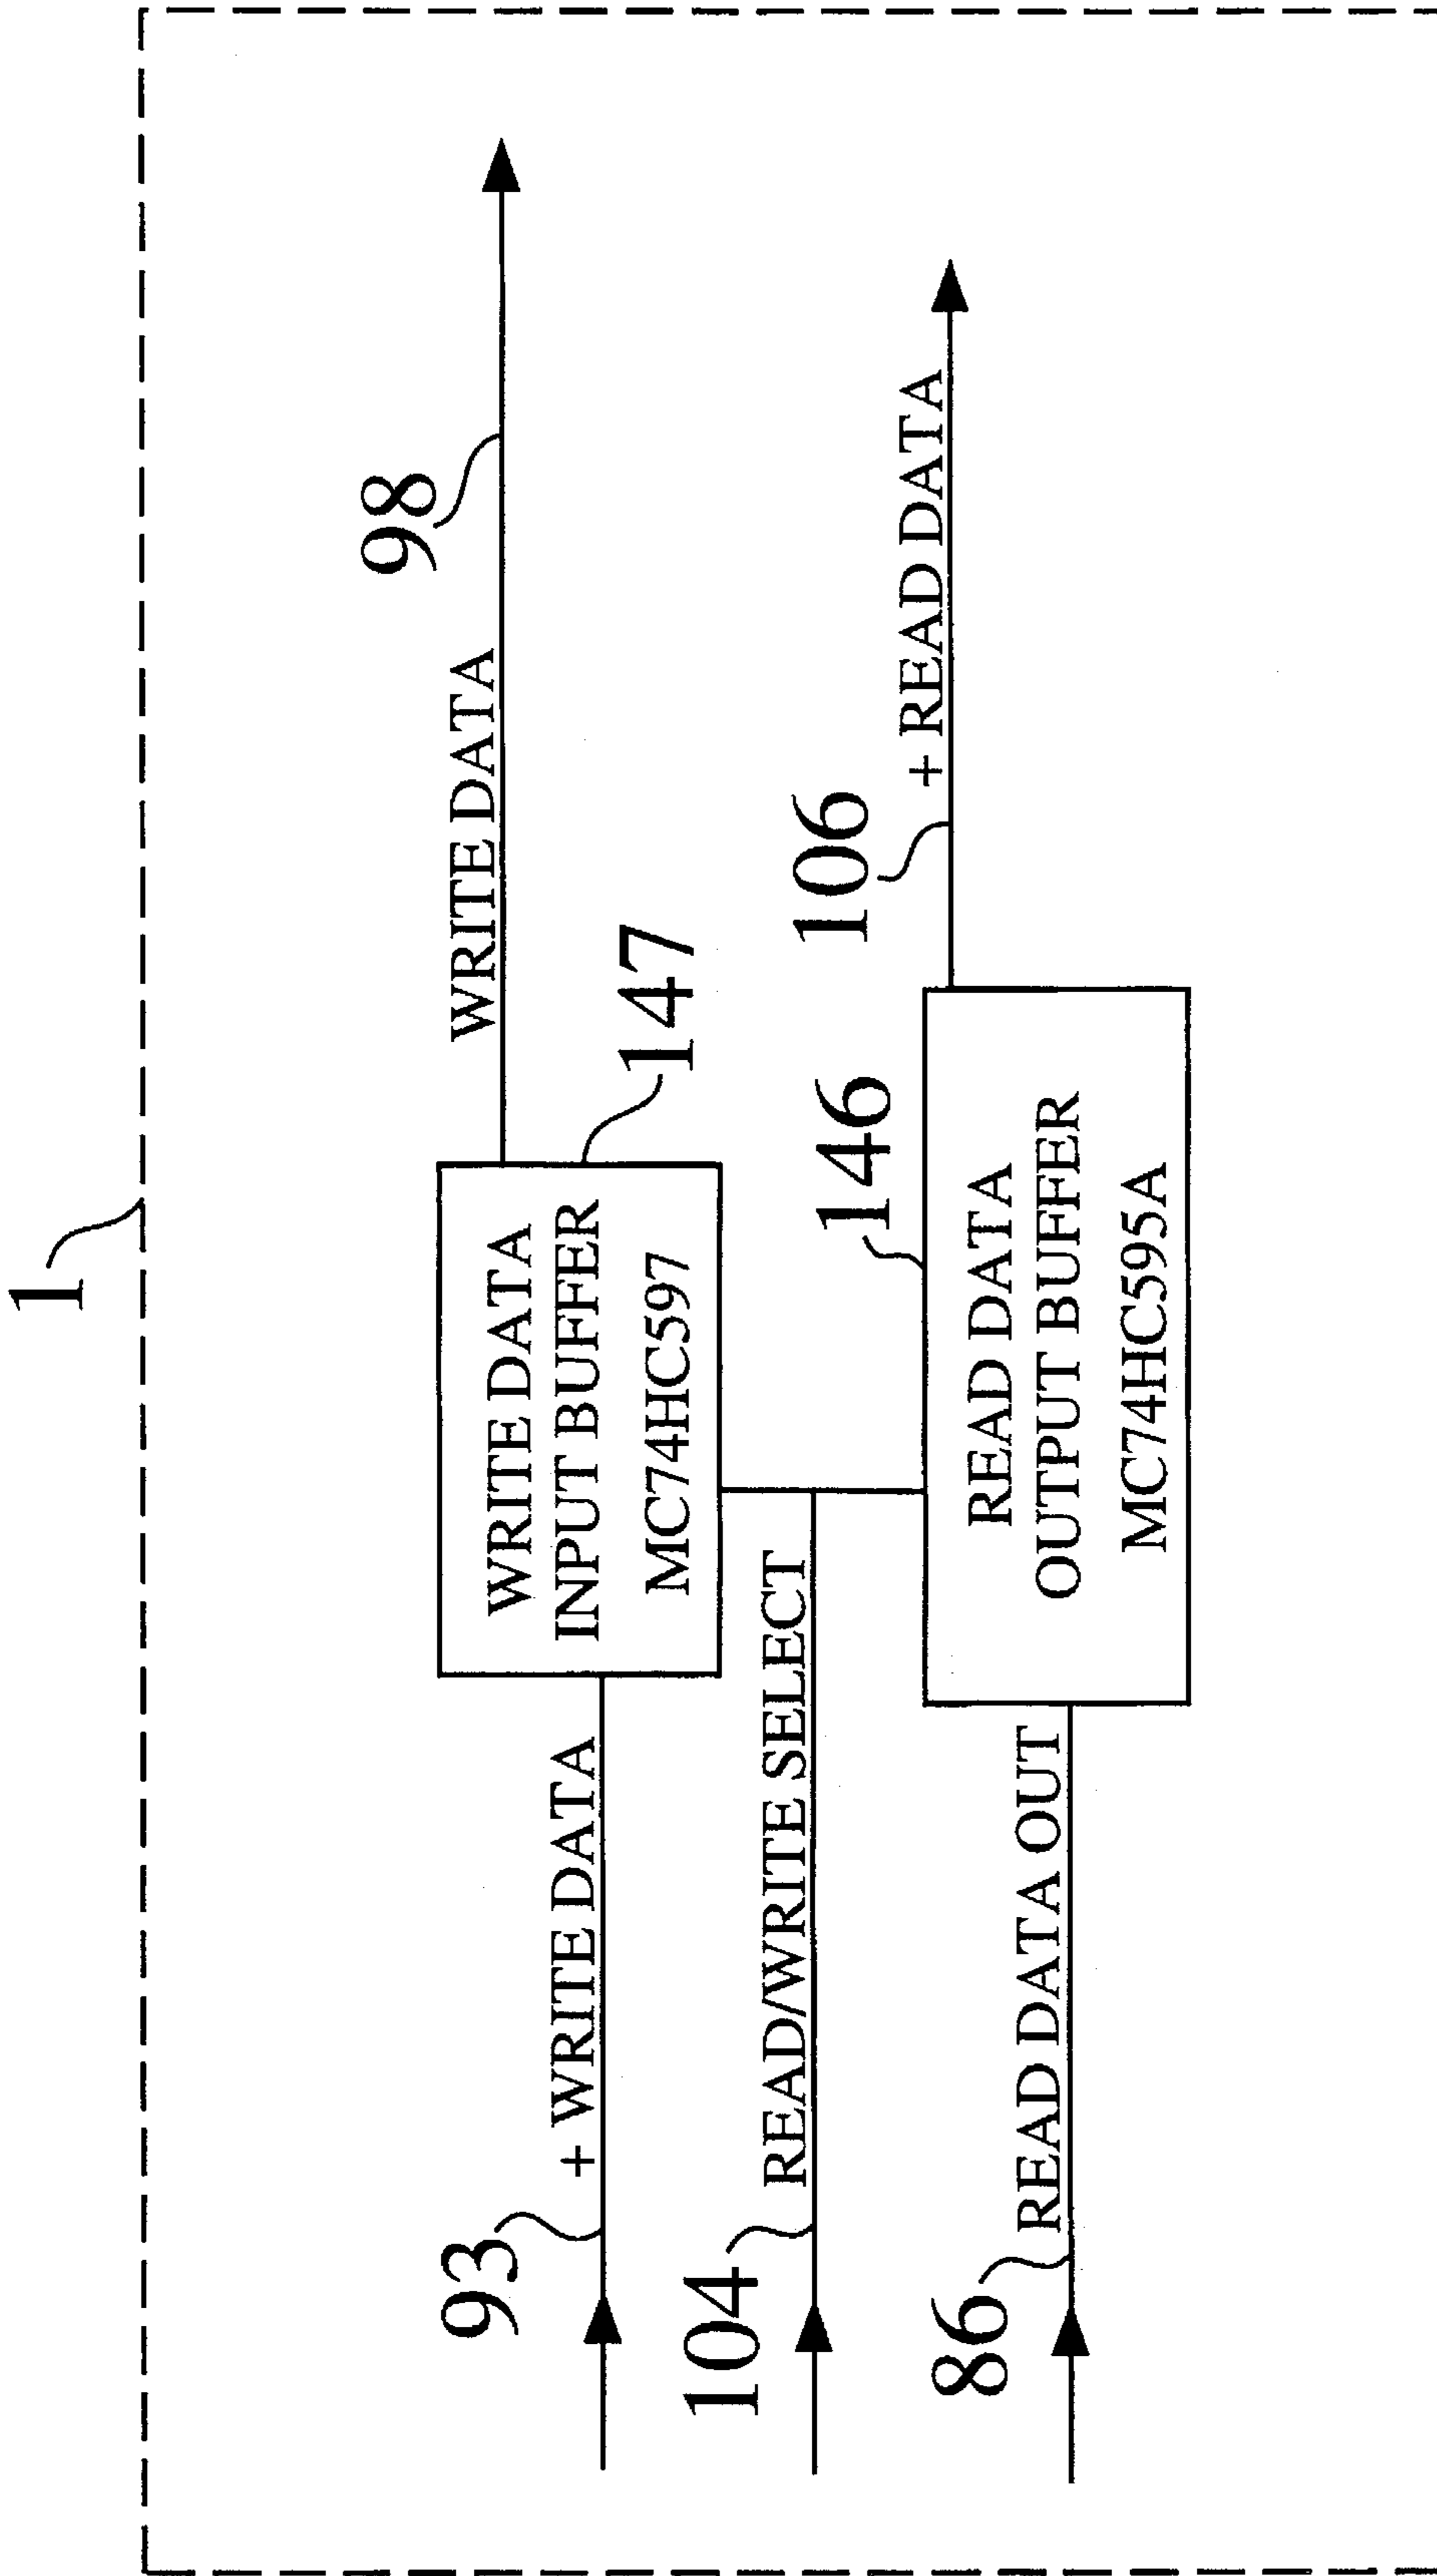 1
98
WRITE DATA
147
WRITE DATA
INPUT BUFFER
MC74HC597
93
+ WRITE DATA
104
READ/WRITE SELECT
106
+ READ DATA
146
READ DATA
OUTPUT BUFFER
MC74HC595A
86
READ DATA OUT